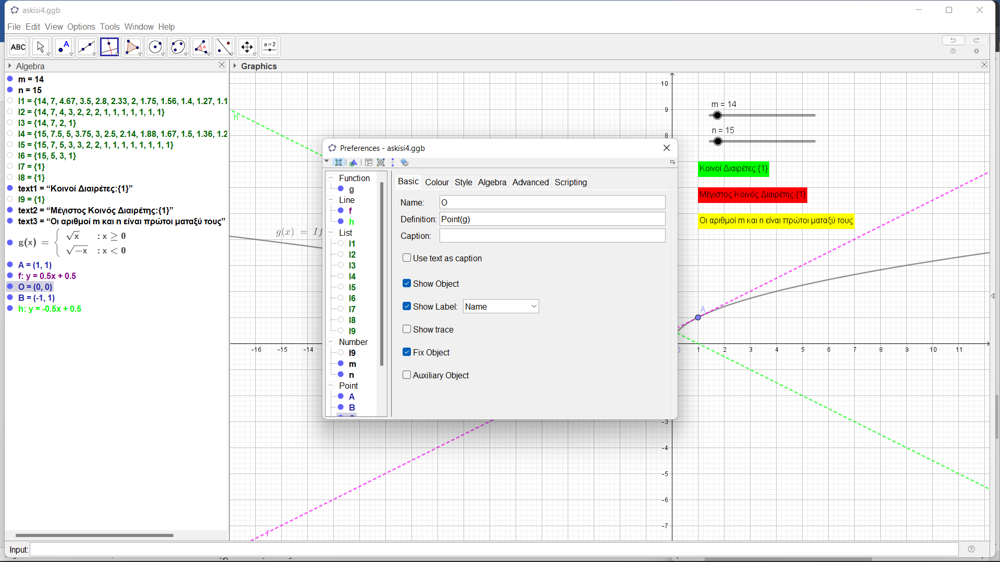 askisi4.ggb
File Edit View Options Tools Window Help
ABC
A
α
a=2
Algebra
Graphics
m = 14
n = 15
l1 = {14, 7, 4.67, 3.5, 2.8, 2.33, 2, 1.75, 1.56, 1.4, 1.27, 1.1
l2 = {14, 7, 4, 3, 2, 2, 2, 1, 1, 1, 1, 1, 1, 1}
l3 = {14, 7, 2, 1}
l4 = {15, 7.5, 5, 3.75, 3, 2.5, 2.14, 1.88, 1.67, 1.5, 1.36, 1.2
l5 = {15, 7, 5, 3, 3, 2, 2, 1, 1, 1, 1, 1, 1, 1, 1}
l6 = {15, 5, 3, 1}
l7 = {1}
l8 = {1}
text1 = “Κοινοί Διαιρέτες:{1}”
l9 = {1}
text2 = “Μέγιστος Κοινός Διαιρέτης:{1}”
text3 = “Οι αριθμοί m και n είναι πρώτοι ματαξύ τους”
g(x) = { √x : x ≥ 0
√−x : x < 0
A = (1, 1)
f: y = 0.5x + 0.5
O = (0, 0)
B = (-1, 1)
h: y = -0.5x + 0.5
h
g(x) = If
f
10
9
8
-3
-4
-5
-6
-7
-16 -15 -14 1 2 3 4 5 6 7 8 9 10 11
A
m = 14
n = 15
Κοινοί Διαιρέτες:{1}
Μέγιστος Κοινός Διαιρέτης:{1}
Οι αριθμοί m και n είναι πρώτοι ματαξύ τους
Preferences - askisi4.ggb
Function
g
Line
f
h
List
l1
l2
l3
l4
l5
l6
l7
l8
l9
Number
l9
m
n
Point
A
B
Basic Colour Style Algebra Advanced Scripting
Name: O
Definition: Point(g)
Caption:
Use text as caption
Show Object
Show Label: Name
Show trace
Fix Object
Auxiliary Object
Input: